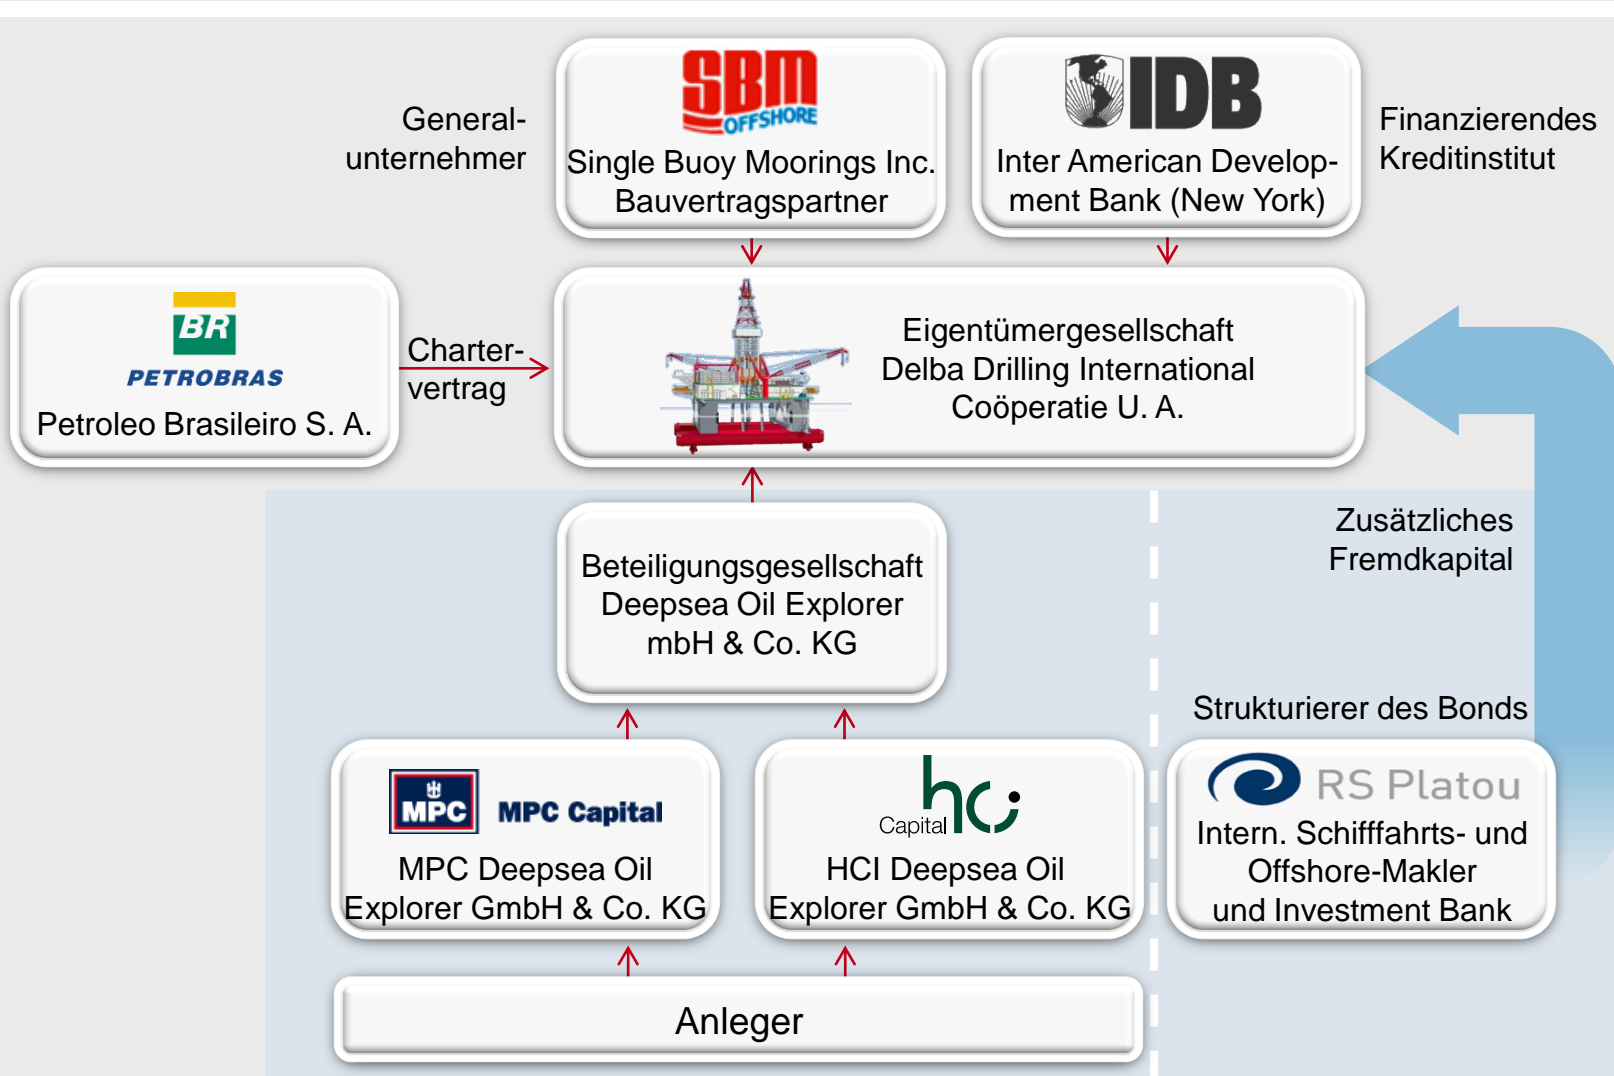 SBM
OFFSHORE
General-
unternehmer
Single Buoy Moorings Inc.
Bauvertragspartner
IDB
Inter American Develop-
ment Bank (New York)
Finanzierendes
Kreditinstitut
BR
PETROBRAS
Petroleo Brasileiro S. A.
Charter-
vertrag
Eigentümergesellschaft
Delba Drilling International
Coöperatie U. A.
Beteiligungsgesellschaft
Deepsea Oil Explorer
mbH & Co. KG
Zusätzliches
Fremdkapital
Strukturierer des Bonds
MPC
MPC Capital
MPC Deepsea Oil
Explorer GmbH & Co. KG
hci
Capital
HCI Deepsea Oil
Explorer GmbH & Co. KG
RS Platou
Intern. Schifffahrts- und
Offshore-Makler
und Investment Bank
Anleger